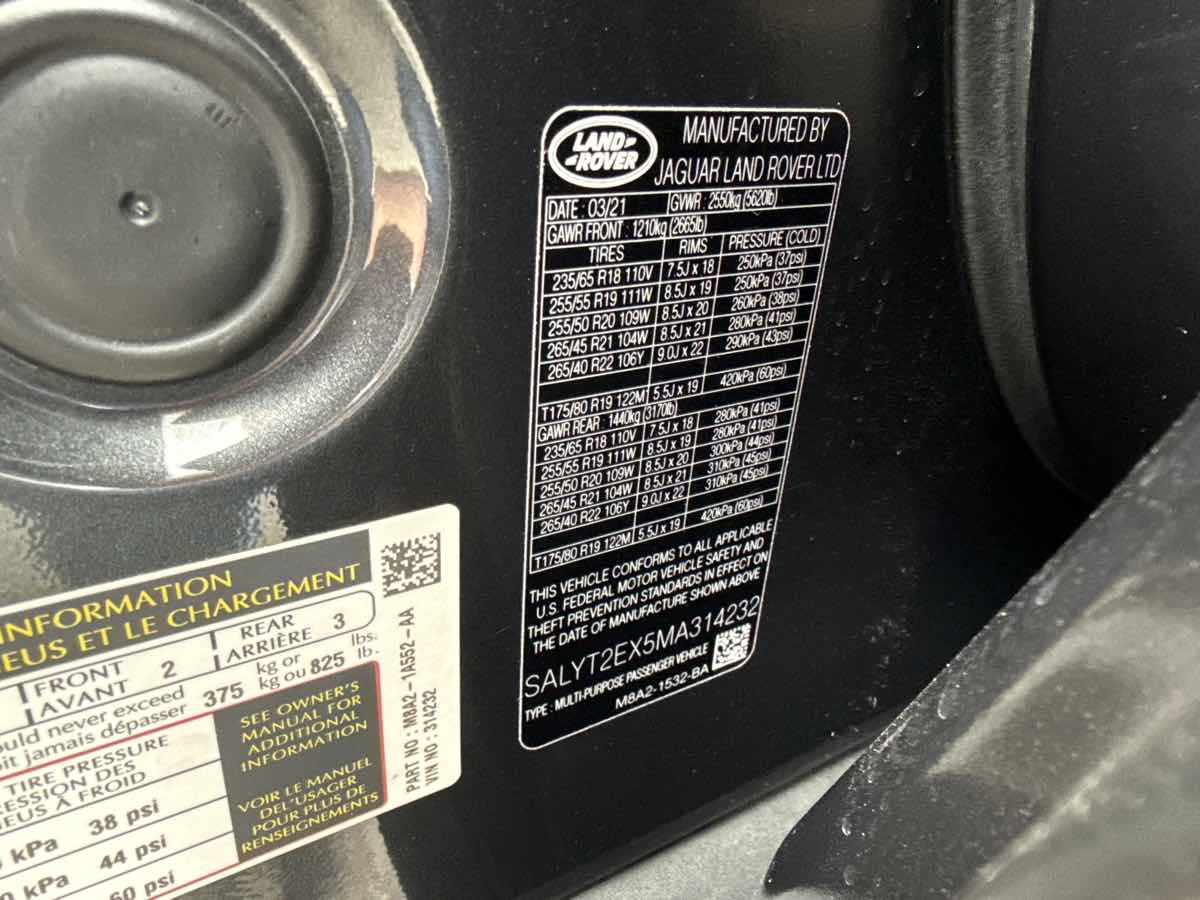 LAND ROVER
MANUFACTURED BY
JAGUAR LAND ROVER LTD
DATE : 03/21 GVWR : 2550kg (5620lb)
GAWR FRONT : 1210kg (2665lb)
TIRES RIMS PRESSURE (COLD)
235/65 R18 110V 7.5J x 18 250kPa (37psi)
255/55 R19 111W 8.5J x 19 250kPa (37psi)
255/50 R20 109W 8.5J x 20 260kPa (38psi)
265/45 R21 104W 8.5J x 21 280kPa (41psi)
265/40 R22 106Y 9.0J x 22 290kPa (43psi)
T175/80 R19 122M 5.5J x 19 420kPa (60psi)
GAWR REAR : 1440kg (3170lb)
235/65 R18 110V 7.5J x 18 280kPa (41psi)
255/55 R19 111W 8.5J x 19 280kPa (41psi)
255/50 R20 109W 8.5J x 20 300kPa (44psi)
265/45 R21 104W 8.5J x 21 310kPa (45psi)
265/40 R22 106Y 9.0J x 22 310kPa (45psi)
T175/80 R19 122M 5.5J x 19 420kPa (60psi)
THIS VEHICLE CONFORMS TO ALL APPLICABLE
U.S. FEDERAL MOTOR VEHICLE SAFETY AND
THEFT PREVENTION STANDARDS IN EFFECT ON
THE DATE OF MANUFACTURE SHOWN ABOVE
SALYT2EX5MA314232
TYPE : MULTI-PURPOSE PASSENGER VEHICLE
M8A2-1532-BA
INFORMATION
EUS ET LE CHARGEMENT
FRONT 2 REAR 3
AVANT ARRIÈRE
never exceed 375 kg or 825 lbs.
jamais dépasser kg ou lb.
TIRE PRESSURE
DES
À FROID
kPa 38 psi
kPa 44 psi
60 psi
SEE OWNER'S
MANUAL FOR
ADDITIONAL
INFORMATION
VOIR LE MANUEL
DEL'USAGER
POUR PLUS DE
RENSEIGNEMENTS
PART NO : M8A2-1A552-AA
VIN NO : 314232